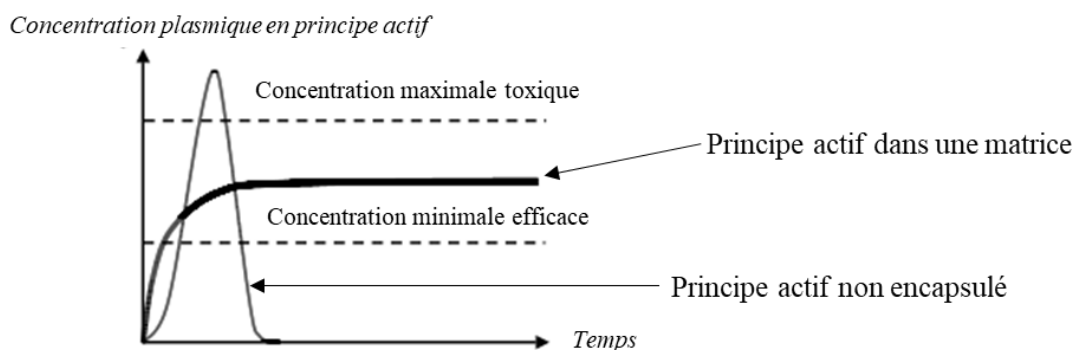 Concentration plasmique en principe actif
Concentration maximale toxique
Principe actif dans une matrice
Concentration minimale efficace
Principe actif non encapsulé
Temps